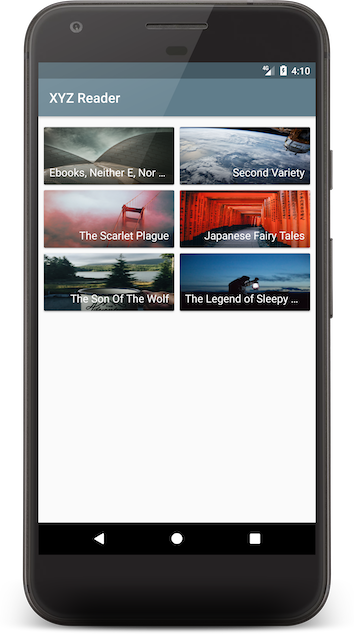 4G 4:10
XYZ Reader
Ebooks, Neither E, Nor ...
Second Variety
The Scarlet Plague
Japanese Fairy Tales
The Son Of The Wolf
The Legend of Sleepy ...